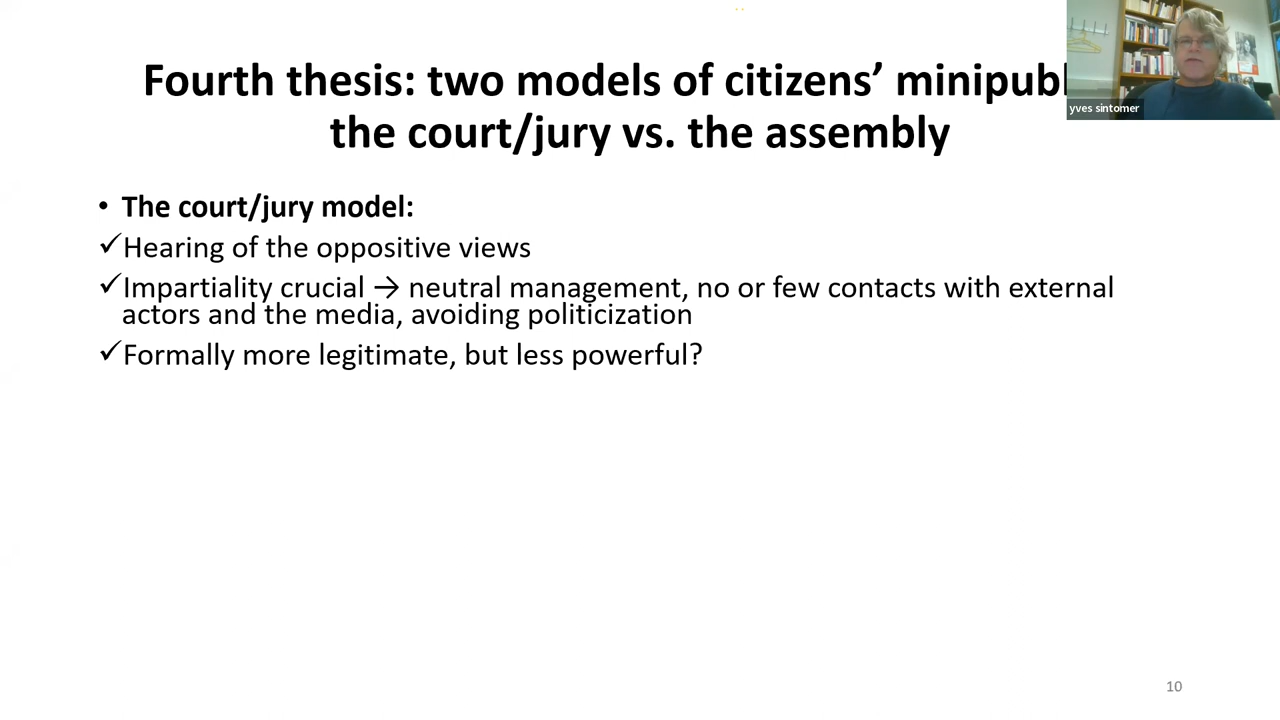 Fourth thesis: two models of citizens’ minipubl
the court/jury vs. the assembly
yves sintomer
• The court/jury model:
✓Hearing of the oppositive views
✓Impartiality crucial → neutral management, no or few contacts with external
actors and the media, avoiding politicization
✓Formally more legitimate, but less powerful?
10